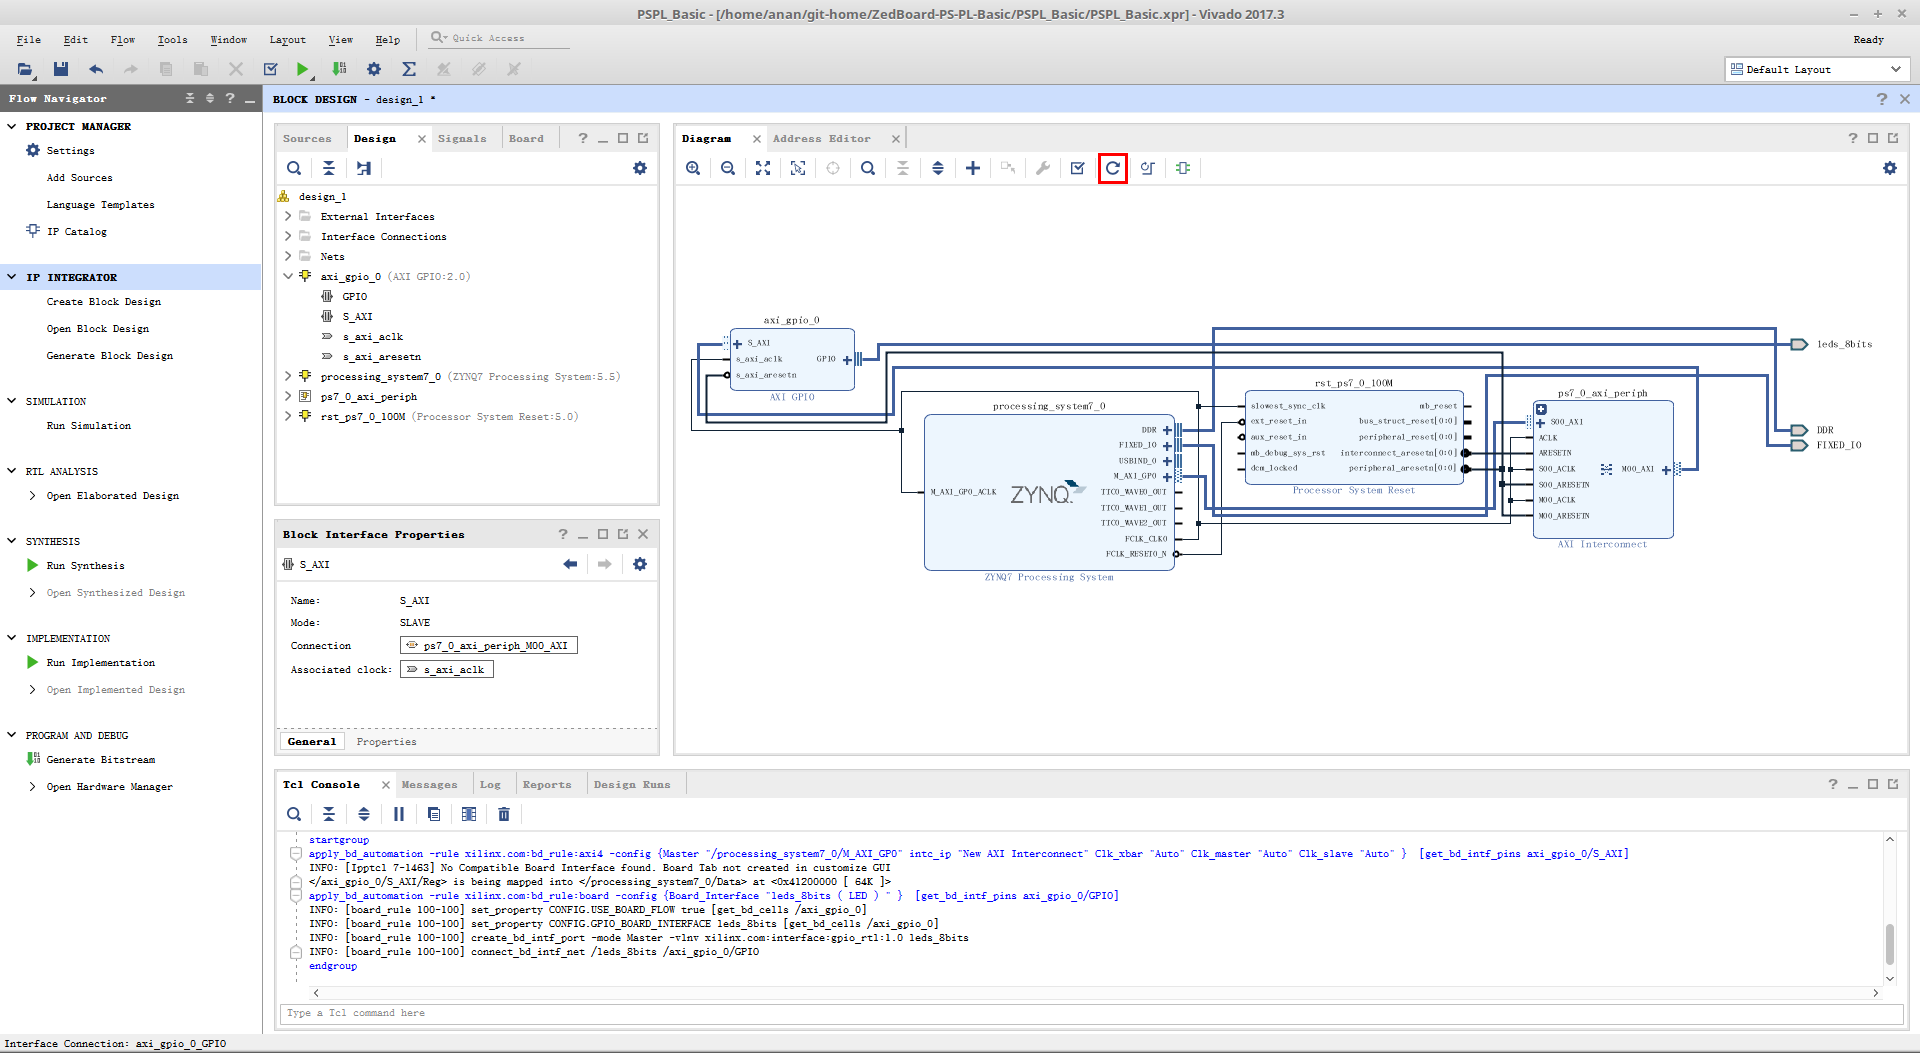 PSPL_Basic - [/home/anan/git-home/ZedBoard-PS-PL-Basic/PSPL_Basic/PSPL_Basic.xpr] - Vivado 2017.3
File Edit Flow Tools Window Layout View Help Quick Access
Ready
Default Layout
Flow Navigator
PROJECT MANAGER
Settings
Add Sources
Language Templates
IP Catalog
IP INTEGRATOR
Create Block Design
Open Block Design
Generate Block Design
SIMULATION
Run Simulation
RTL ANALYSIS
Open Elaborated Design
SYNTHESIS
Run Synthesis
Open Synthesized Design
IMPLEMENTATION
Run Implementation
Open Implemented Design
PROGRAM AND DEBUG
Generate Bitstream
Open Hardware Manager
BLOCK DESIGN - design_1 *
Sources Design Signals Board
design_1
External Interfaces
Interface Connections
Nets
axi_gpio_0 (AXI GPIO:2.0)
GPIO
S_AXI
s_axi_aclk
s_axi_aresetn
processing_system7_0 (ZYNQ7 Processing System:5.5)
ps7_0_axi_periph
rst_ps7_0_100M (Processor System Reset:5.0)
Block Interface Properties
S_AXI
Name: S_AXI
Mode: SLAVE
Connection ps7_0_axi_periph_M00_AXI
Associated clock: s_axi_aclk
General Properties
Diagram Address Editor
axi_gpio_0
S_AXI
s_axi_aclk
s_axi_aresetn
GPIO
AXI GPIO
processing_system7_0
M_AXI_GP0_ACLK
ZYNQ
DDR
FIXED_IO
USBIND_0
M_AXI_GP0
TTC0_WAVE0_OUT
TTC0_WAVE1_OUT
TTC0_WAVE2_OUT
FCLK_CLK0
FCLK_RESET0_N
ZYNQ7 Processing System
rst_ps7_0_100M
slowest_sync_clk
ext_reset_in
aux_reset_in
mb_debug_sys_rst
dcm_locked
mb_reset
bus_struct_reset[0:0]
peripheral_reset[0:0]
interconnect_aresetn[0:0]
peripheral_aresetn[0:0]
Processor System Reset
ps7_0_axi_periph
S00_AXI
ACLK
ARESETN
S00_ACLK
S00_ARESETN
M00_ACLK
M00_ARESETN
M00_AXI
AXI Interconnect
leds_8bits
DDR
FIXED_IO
Tcl Console Messages Log Reports Design Runs
startgroup
apply_bd_automation -rule xilinx.com:bd_rule:axi4 -config {Master "/processing_system7_0/M_AXI_GP0" intc_ip "New AXI Interconnect" Clk_xbar "Auto" Clk_master "Auto" Clk_slave "Auto" }  [get_bd_intf_pins axi_gpio_0/S_AXI]
INFO: [Ipptcl 7-1463] No Compatible Board Interface found. Board Tab not created in customize GUI
</axi_gpio_0/S_AXI/Reg> is being mapped into </processing_system7_0/Data> at <0x41200000 [ 64K ]>
apply_bd_automation -rule xilinx.com:bd_rule:board -config {Board_Interface "leds_8bits ( LED ) " }  [get_bd_intf_pins axi_gpio_0/GPIO]
INFO: [board_rule 100-100] set_property CONFIG.USE_BOARD_FLOW true [get_bd_cells /axi_gpio_0]
INFO: [board_rule 100-100] set_property CONFIG.GPIO_BOARD_INTERFACE leds_8bits [get_bd_cells /axi_gpio_0]
INFO: [board_rule 100-100] create_bd_intf_port -mode Master -vlnv xilinx.com:interface:gpio_rtl:1.0 leds_8bits
INFO: [board_rule 100-100] connect_bd_intf_net /leds_8bits /axi_gpio_0/GPIO
endgroup
Type a Tcl command here
Interface Connection: axi_gpio_0_GPIO